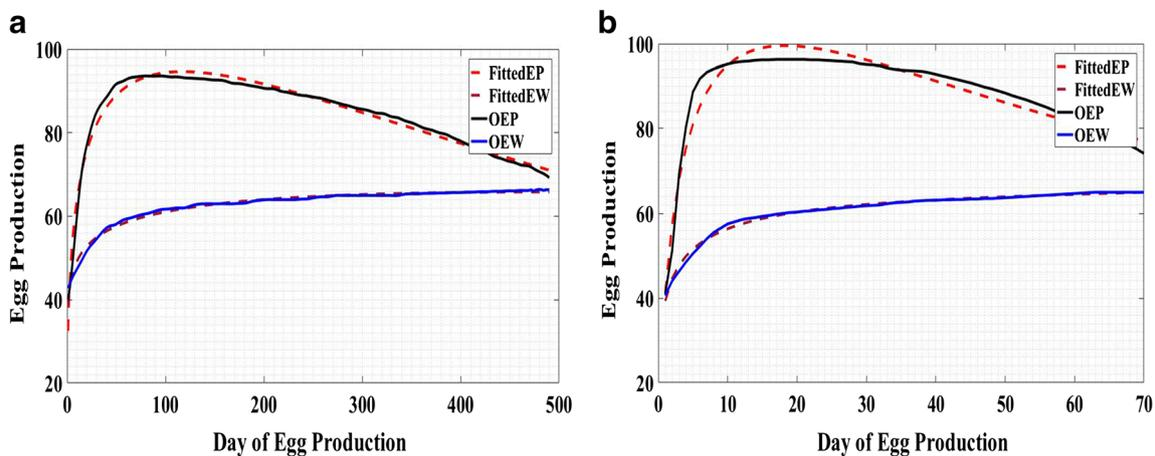 a
100
80
60
40
20
Egg Production
0 100 200 300 400 500
Day of Egg Production
FittedEP
FittedEW
OEP
OEW
b
100
80
60
40
20
Egg Production
0 10 20 30 40 50 60 70
Day of Egg Production
FittedEP
FittedEW
OEP
OEW